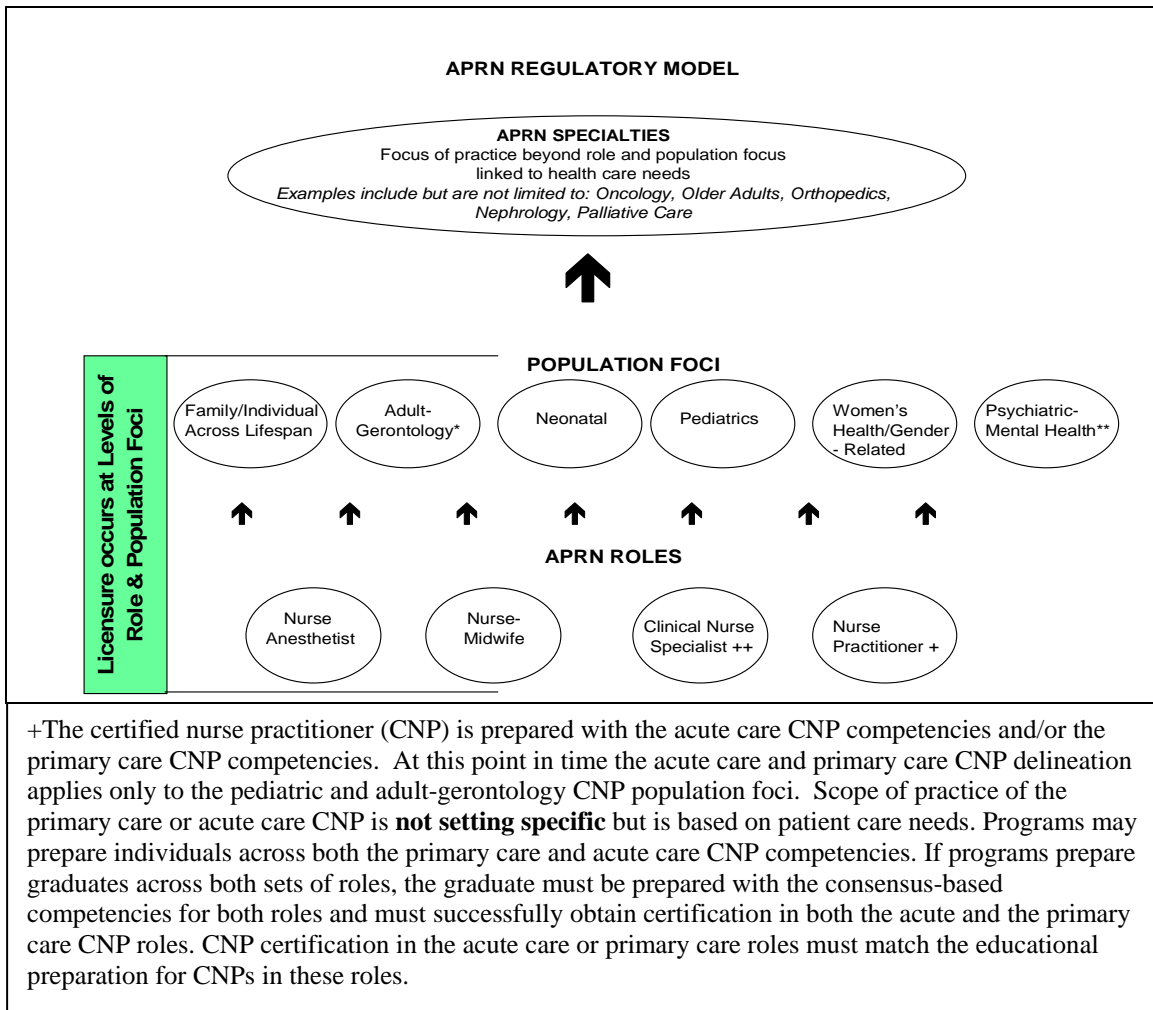 APRN REGULATORY MODEL
APRN SPECIALTIES
Focus of practice beyond role and population focus
linked to health care needs
Examples include but are not limited to: Oncology, Older Adults, Orthopedics,
Nephrology, Palliative Care
Licensure occurs at Levels of
Role & Population Foci
POPULATION FOCI
Family/Individual
Across Lifespan
Adult-
Gerontology*
Neonatal
Pediatrics
Women's
Health/Gender
- Related
Psychiatric-
Mental Health**
APRN ROLES
Nurse
Anesthetist
Nurse-
Midwife
Clinical Nurse
Specialist ++
Nurse
Practitioner +
+The certified nurse practitioner (CNP) is prepared with the acute care CNP competencies and/or the
primary care CNP competencies.  At this point in time the acute care and primary care CNP delineation
applies only to the pediatric and adult-gerontology CNP population foci.  Scope of practice of the
primary care or acute care CNP is not setting specific but is based on patient care needs. Programs may
prepare individuals across both the primary care and acute care CNP competencies. If programs prepare
graduates across both sets of roles, the graduate must be prepared with the consensus-based
competencies for both roles and must successfully obtain certification in both the acute and the primary
care CNP roles. CNP certification in the acute care or primary care roles must match the educational
preparation for CNPs in these roles.